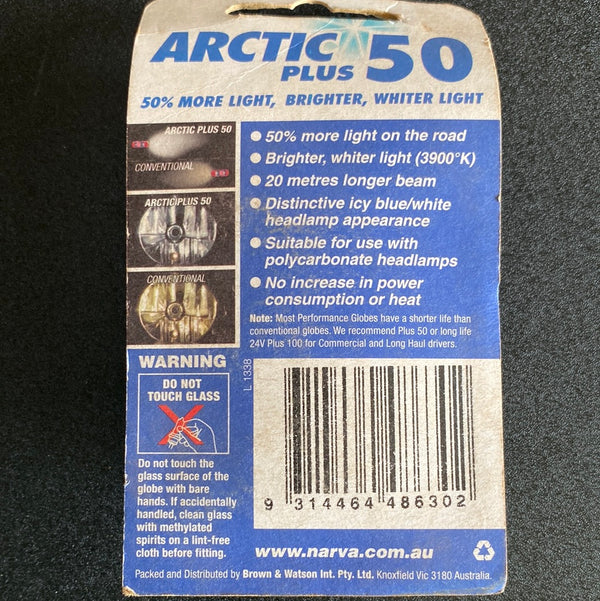 ARCTIC
PLUS 50
50% MORE LIGHT, BRIGHTER, WHITER LIGHT
ARCTIC PLUS 50
CONVENTIONAL
ARCTIC PLUS 50
CONVENTIONAL
● 50% more light on the road
● Brighter, whiter light (3900°K)
● 20 metres longer beam
● Distinctive icy blue/white
headlamp appearance
● Suitable for use with
polycarbonate headlamps
● No increase in power
consumption or heat
Note: Most Performance Globes have a shorter life than
conventional globes. We recommend Plus 50 or long life
24V Plus 100 for Commercial and Long Haul drivers.
WARNING
DO NOT
TOUCH GLASS
Do not touch the
glass surface of the
globe with bare
hands. If accidentally
handled, clean glass
with methylated
spirits on a lint-free
cloth before fitting.
L 1338
9 314464 486302
www.narva.com.au
Packed and Distributed by Brown & Watson Int. Pty. Ltd. Knoxfield Vic 3180 Australia.